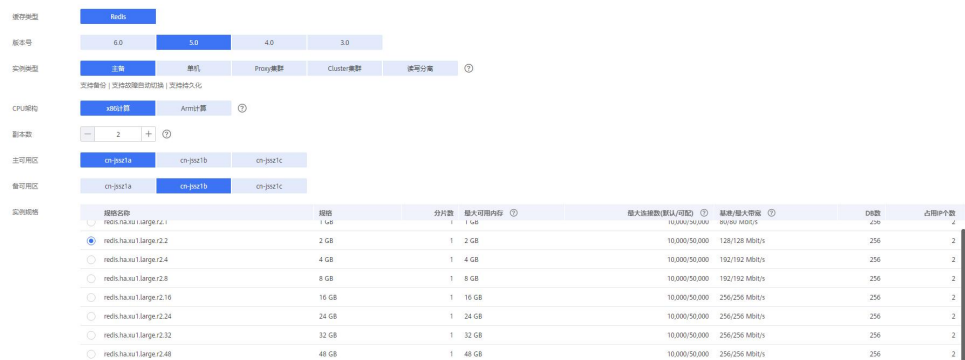 缓存类型 Redis
版本号 6.0 5.0 4.0 3.0
实例类型 主备 单机 Proxy集群 Cluster集群 读写分离 ?
支持备份 | 支持故障自动切换 | 支持持久化
CPU架构 x86计算 Arm计算 ?
副本数 — 2 + ?
主可用区 cn-jssz1a cn-jssz1b cn-jssz1c
备可用区 cn-jssz1a cn-jssz1b cn-jssz1c
实例规格 规格名称 规格 分片数 最大可用内存 ? 最大连接数(默认/可配) ? 基准/最大带宽 ? DB数 占用IP个数
redis.ha.xu1.large.r2.1 1 GB 1 1 GB 10,000/50,000 80/80 Mbit/s 256 2
redis.ha.xu1.large.r2.2 2 GB 1 2 GB 10,000/50,000 128/128 Mbit/s 256 2
redis.ha.xu1.large.r2.4 4 GB 1 4 GB 10,000/50,000 192/192 Mbit/s 256 2
redis.ha.xu1.large.r2.8 8 GB 1 8 GB 10,000/50,000 192/192 Mbit/s 256 2
redis.ha.xu1.large.r2.16 16 GB 1 16 GB 10,000/50,000 256/256 Mbit/s 256 2
redis.ha.xu1.large.r2.24 24 GB 1 24 GB 10,000/50,000 256/256 Mbit/s 256 2
redis.ha.xu1.large.r2.32 32 GB 1 32 GB 10,000/50,000 256/256 Mbit/s 256 2
redis.ha.xu1.large.r2.48 48 GB 1 48 GB 10,000/50,000 256/256 Mbit/s 256 2